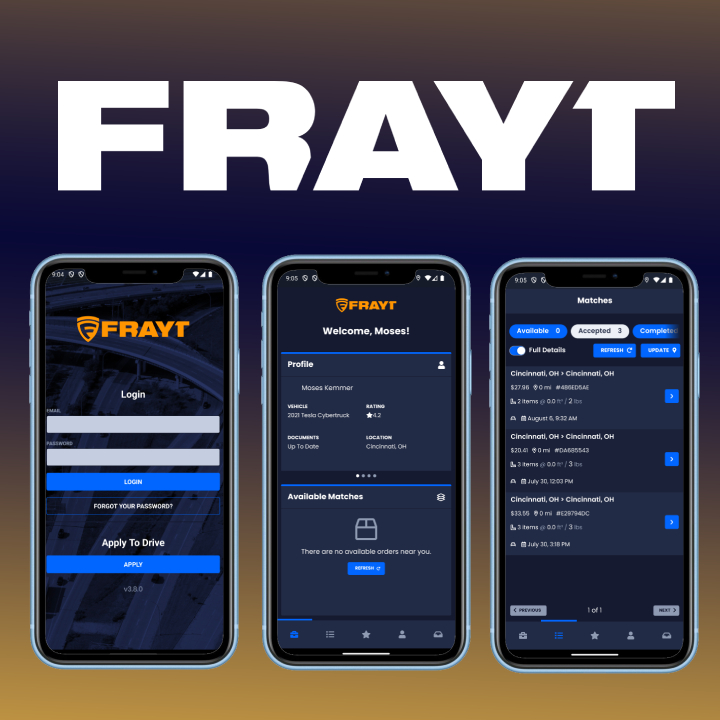 FRAYT
9:04
FRAYT
Login
EMAIL
PASSWORD
LOGIN
FORGOT YOUR PASSWORD?
Apply To Drive
APPLY
v3.8.0
9:05
FRAYT
Welcome, Moses!
Profile
Moses Kemmer
VEHICLE RATING
2021 Tesla Cybertruck 4.2
DOCUMENTS LOCATION
Up To Date Cincinnati, OH
Available Matches
There are no available orders near you.
REFRESH
9:05
Matches
Available 0 Accepted 3 Completed
Full Details REFRESH UPDATE
Cincinnati, OH > Cincinnati, OH
$27.96 0 mi #486ED5AE
2 items @ 0.0 ft³ / 2 lbs
August 6, 9:32 AM
Cincinnati, OH > Cincinnati, OH
$20.41 0 mi #DA685543
3 items @ 0.0 ft³ / 3 lbs
July 30, 12:03 PM
Cincinnati, OH > Cincinnati, OH
$33.55 0 mi #E29794DC
3 items @ 0.0 ft³ / 3 lbs
July 30, 3:18 PM
PREVIOUS 1 of 1 NEXT